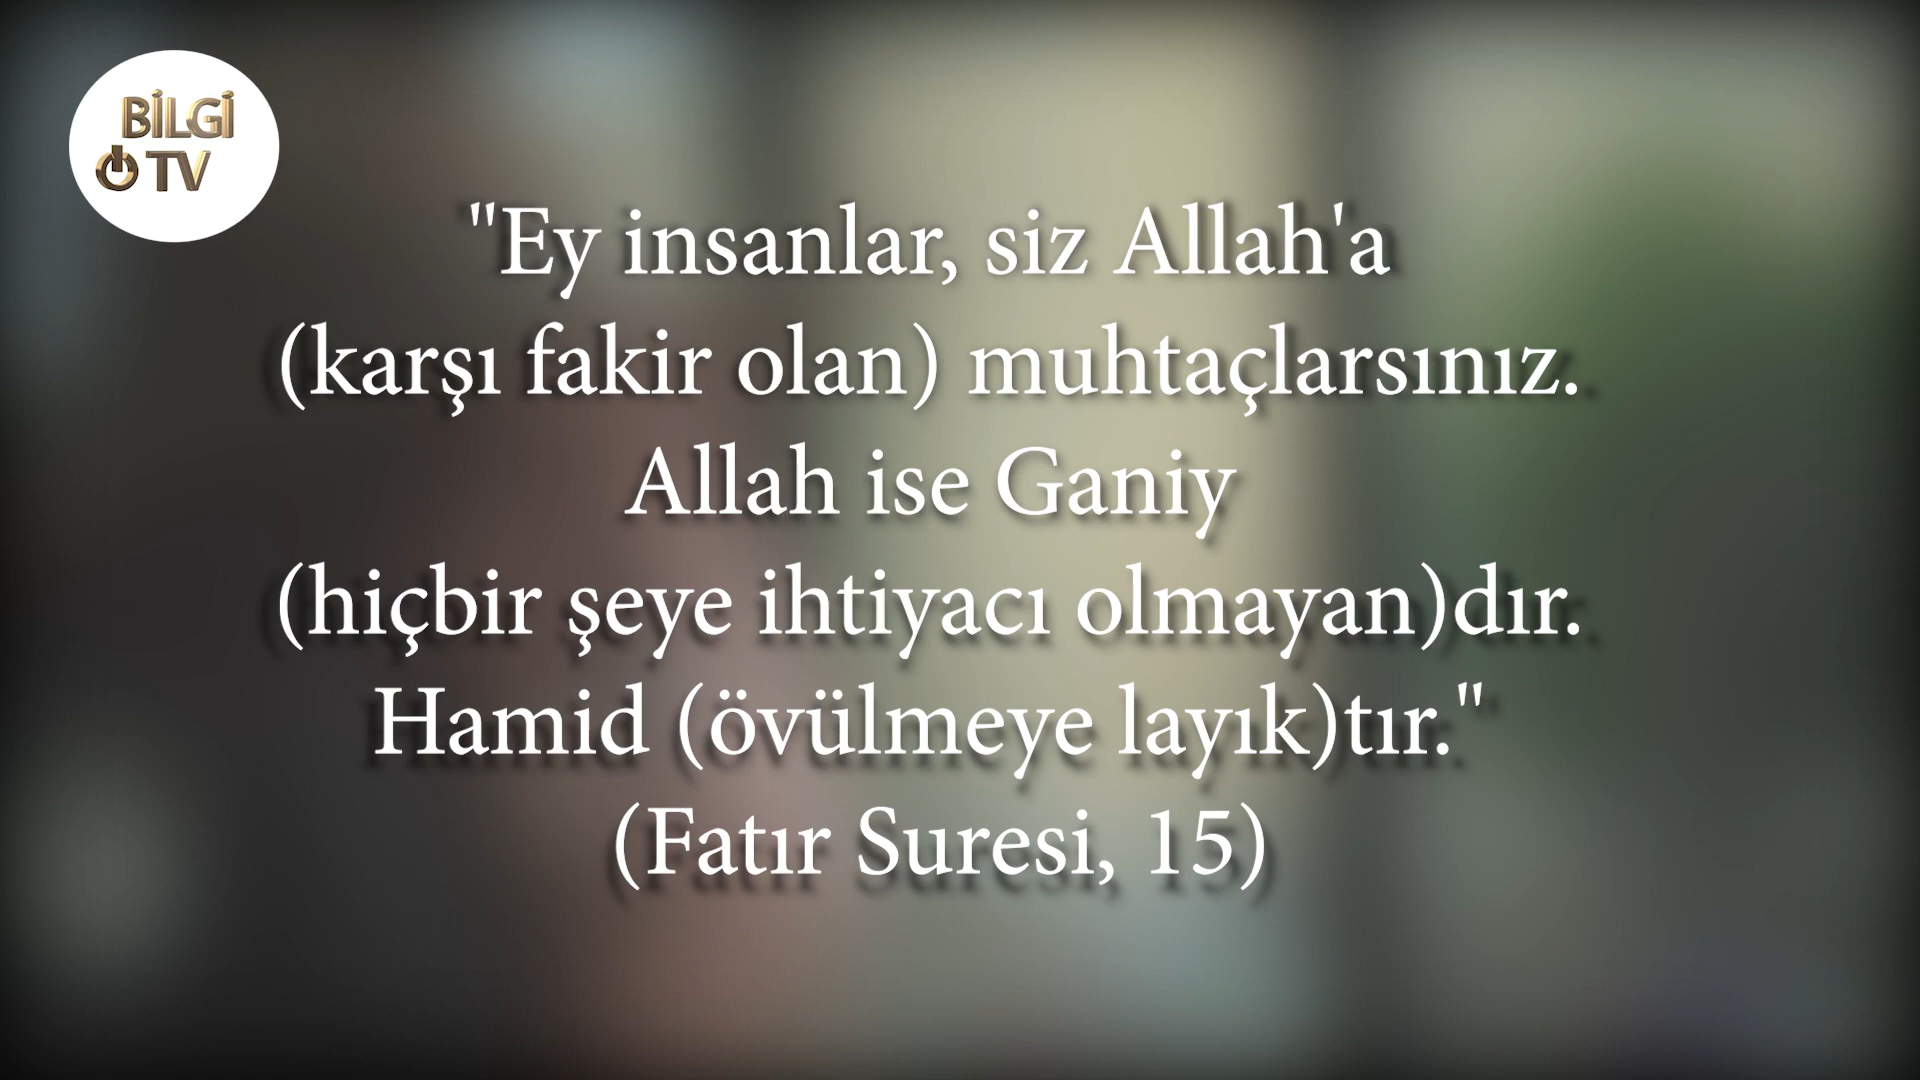 BİLGİ
TV
"Ey insanlar, siz Allah'a
(karşı fakir olan) muhtaçlarsınız.
Allah ise Ganiy
(hiçbir şeye ihtiyacı olmayan)dır.
Hamid (övülmeye layık)tır."
(Fatır Suresi, 15)